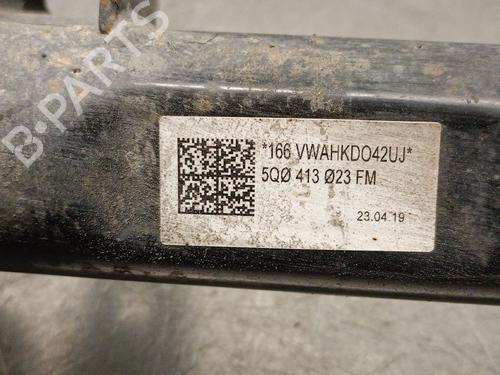 B-PARTS
*166 VWAHKDO42UJ*
5QØ 413 Ø23 FM
23.04.19